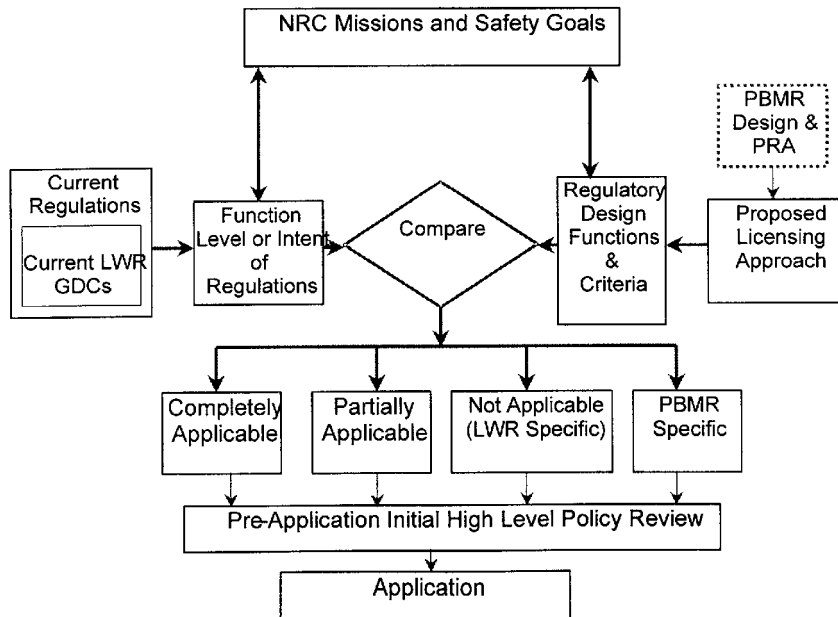 NRC Missions and Safety Goals
PBMR
Design &
PRA
Current
Regulations
Current LWR
GDCs
Function
Level or Intent
of
Regulations
Compare
Regulatory
Design
Functions
&
Criteria
Proposed
Licensing
Approach
Completely
Applicable
Partially
Applicable
Not Applicable
(LWR Specific)
PBMR
Specific
Pre-Application Initial High Level Policy Review
Application